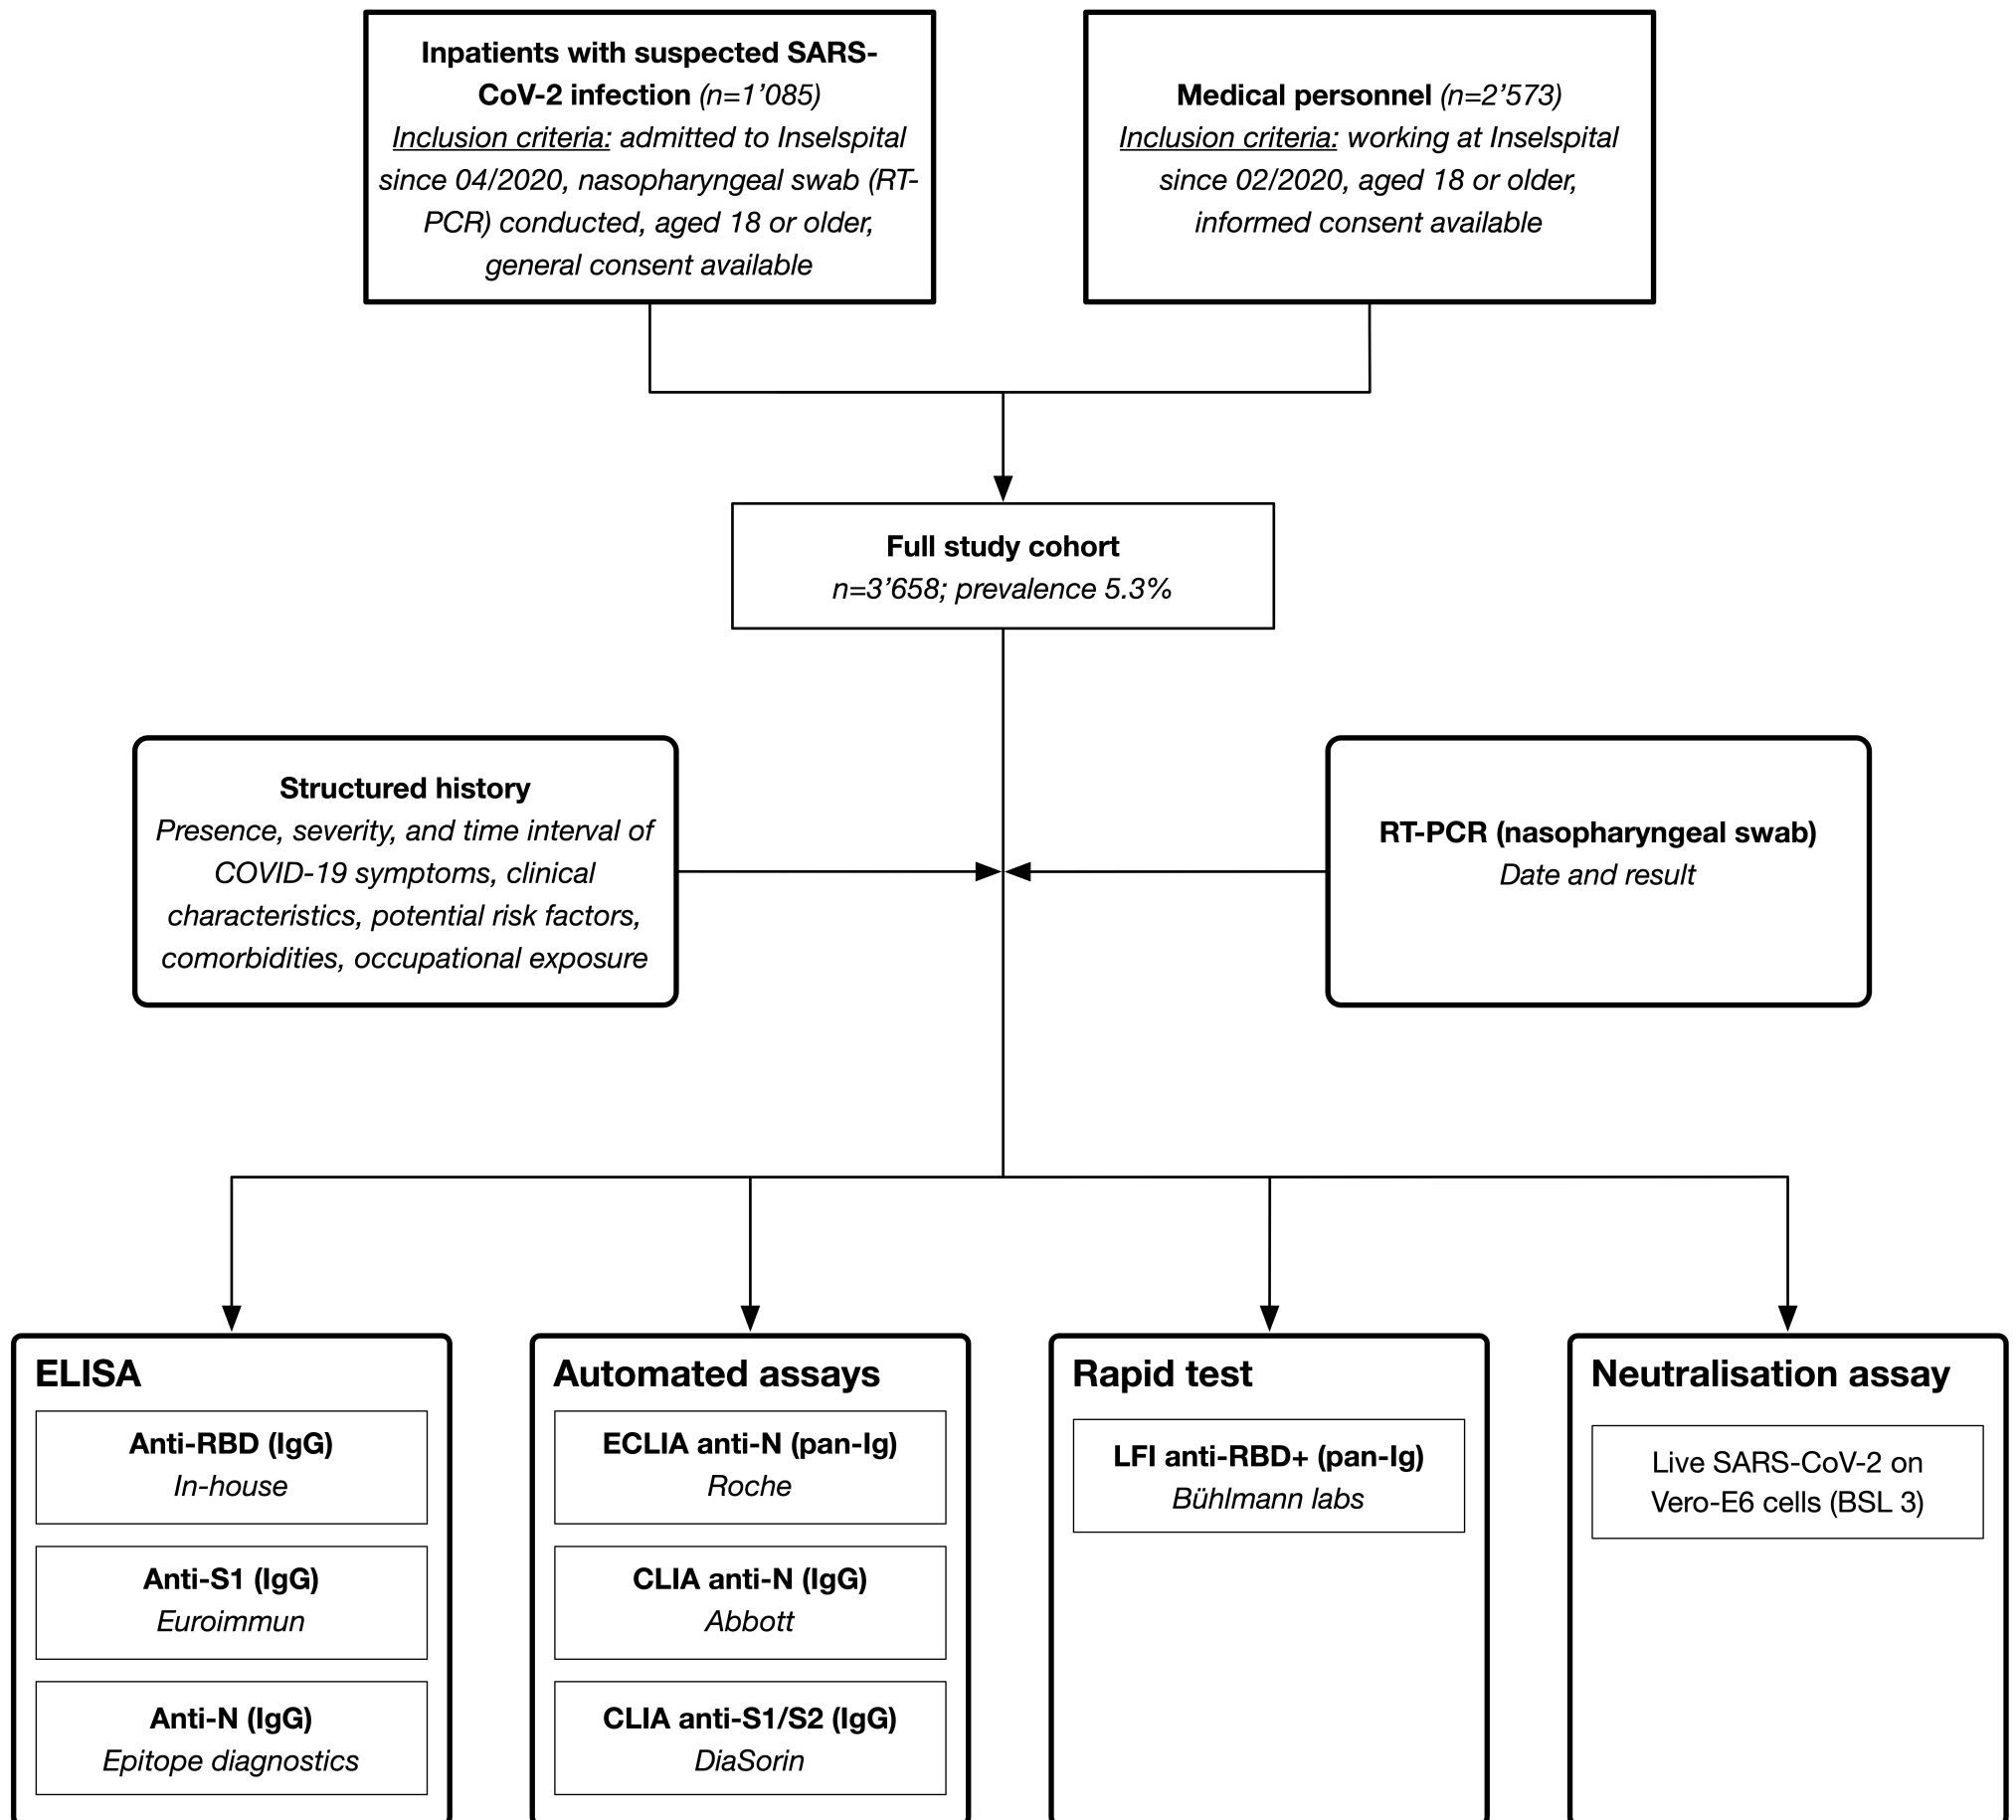 Inpatients with suspected SARS-
CoV-2 infection (n=1’085)
Inclusion criteria: admitted to Inselspital
since 04/2020, nasopharyngeal swab (RT-
PCR) conducted, aged 18 or older,
general consent available
Medical personnel (n=2’573)
Inclusion criteria: working at Inselspital
since 02/2020, aged 18 or older,
informed consent available
Full study cohort
n=3’658; prevalence 5.3%
Structured history
Presence, severity, and time interval of
COVID-19 symptoms, clinical
characteristics, potential risk factors,
comorbidities, occupational exposure
RT-PCR (nasopharyngeal swab)
Date and result
ELISA
Anti-RBD (IgG)
In-house
Anti-S1 (IgG)
Euroimmun
Anti-N (IgG)
Epitope diagnostics
Automated assays
ECLIA anti-N (pan-Ig)
Roche
CLIA anti-N (IgG)
Abbott
CLIA anti-S1/S2 (IgG)
DiaSorin
Rapid test
LFI anti-RBD+ (pan-Ig)
Bühlmann labs
Neutralisation assay
Live SARS-CoV-2 on
Vero-E6 cells (BSL 3)